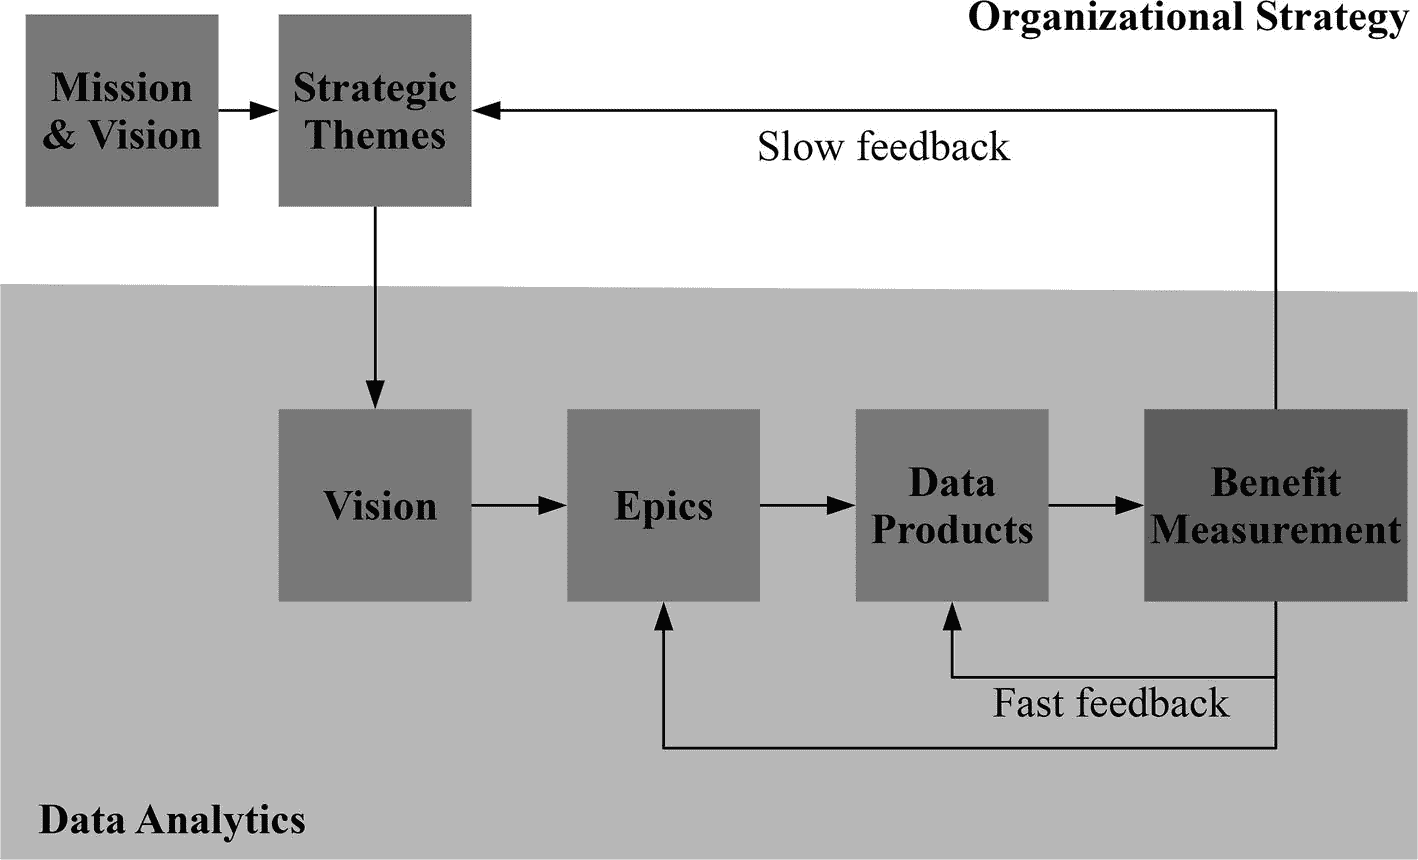 Organizational Strategy
Mission
& Vision
Strategic
Themes
Slow feedback
Vision
Epics
Data
Products
Benefit
Measurement
Fast feedback
Data Analytics